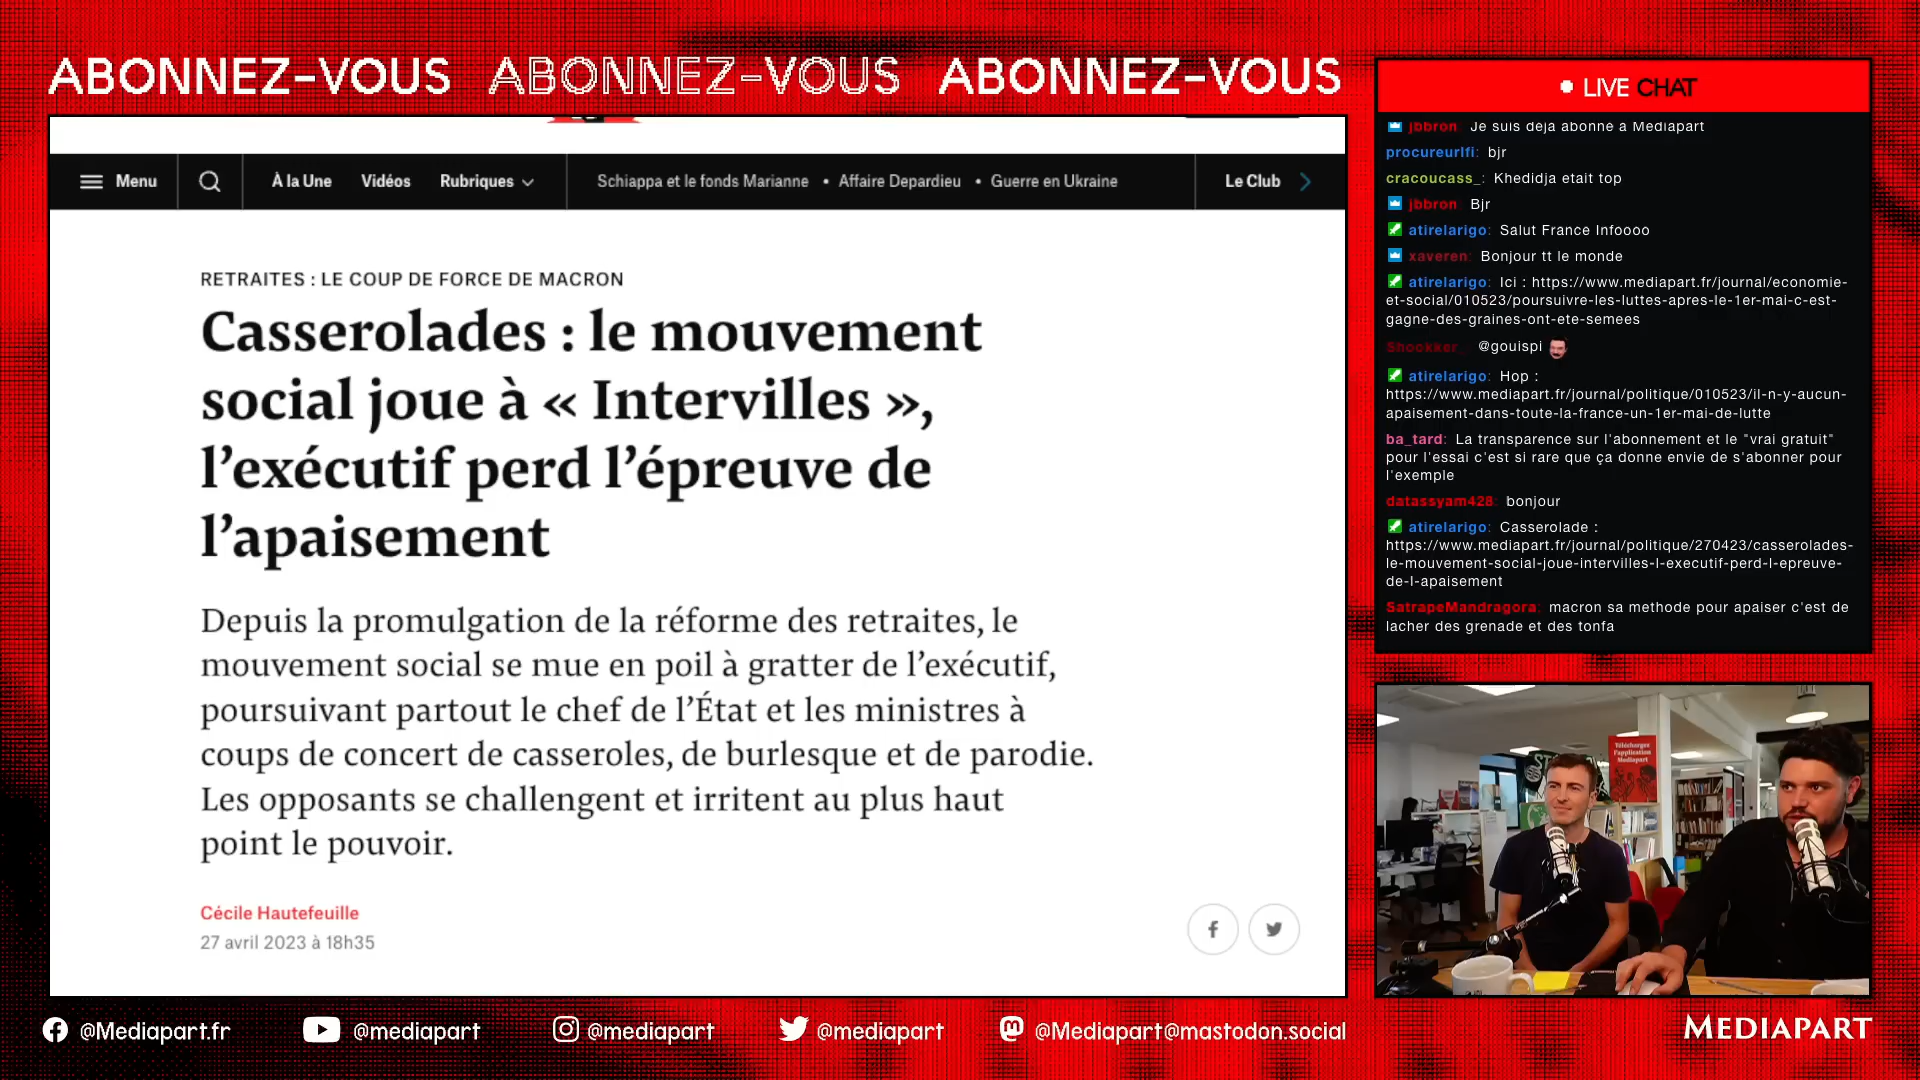 ABONNEZ-VOUS ABONNEZ-VOUS ABONNEZ-VOUS
Menu À la Une Vidéos Rubriques Schiappa et le fonds Marianne • Affaire Depardieu • Guerre en Ukraine Le Club
RETRAITES : LE COUP DE FORCE DE MACRON
Casserolades : le mouvement
social joue à « Intervilles »,
l’exécutif perd l’épreuve de
l’apaisement
Depuis la promulgation de la réforme des retraites, le
mouvement social se mue en poil à gratter de l’exécutif,
poursuivant partout le chef de l’État et les ministres à
coups de concert de casseroles, de burlesque et de parodie.
Les opposants se challengent et irritent au plus haut
point le pouvoir.
Cécile Hautefeuille
27 avril 2023 à 18h35
LIVE CHAT
jbbron: Je suis déjà abonné à Mediapart
procureurlfi: bjr
cracoucass_: Khedidja etait top
jbbron: Bjr
atirelarigo: Salut France Infoooo
xaveren: Bonjour tt le monde
atirelarigo: Ici : https://www.mediapart.fr/journal/economie-
et-social/010523/poursuivre-les-luttes-apres-le-1er-mai-c-est-
gagne-des-graines-ont-ete-semees
Shockker_: @gouispi
atirelarigo: Hop :
https://www.mediapart.fr/journal/politique/010523/il-n-y-aucun-
apaisement-dans-toute-la-france-un-1er-mai-de-lutte
ba_tard: La transparence sur l'abonnement et le "vrai gratuit"
pour l'essai c'est si rare que ça donne envie de s'abonner pour
l'exemple
datassyam428: bonjour
atirelarigo: Casserolade :
https://www.mediapart.fr/journal/politique/270423/casserolades-
le-mouvement-social-joue-intervilles-l-executif-perd-l-epreuve-
de-l-apaisement
SatrapeMandragora: macron sa methode pour apaiser c'est de
lacher des grenade et des tonfa
Téléchargez
l'application
Mediapart
@Mediapart.fr @mediapart @mediapart @mediapart @Mediapart@mastodon.social MEDIAPART